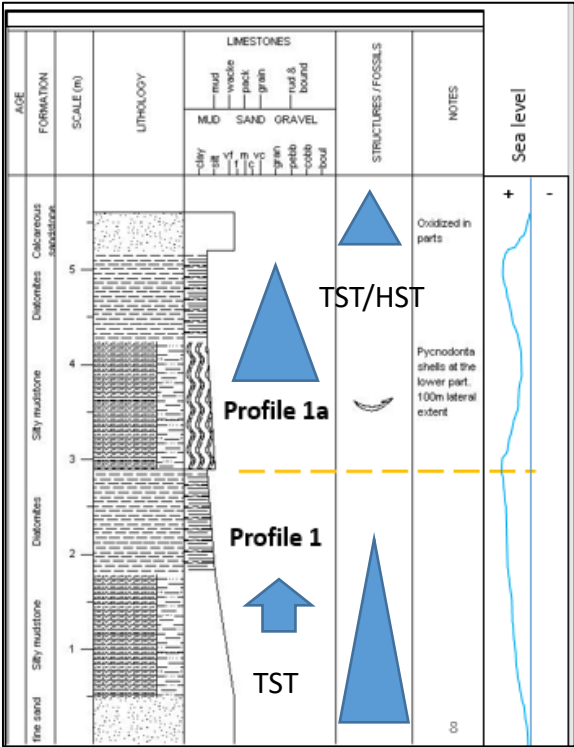 LIMESTONES
mud
wacke
pack
grain
rud &
bound
MUD SAND GRAVEL
clay
silt
vf
f
m
c
vc
gran
pebb
cobb
boul
AGE
FORMATION
SCALE (m)
LITHOLOGY
STRUCTURES / FOSSILS
NOTES
Sea level
+ -
Calcareous
sandstone
Diatomites
Silty mudstone
Diatomites
Silty mudstone
fine sand
5
4
3
2
1
TST/HST
Profile 1a
Profile 1
TST
Oxidized in
parts
Pycnodonta
shells at the
lower part.
100m lateral
extent
8